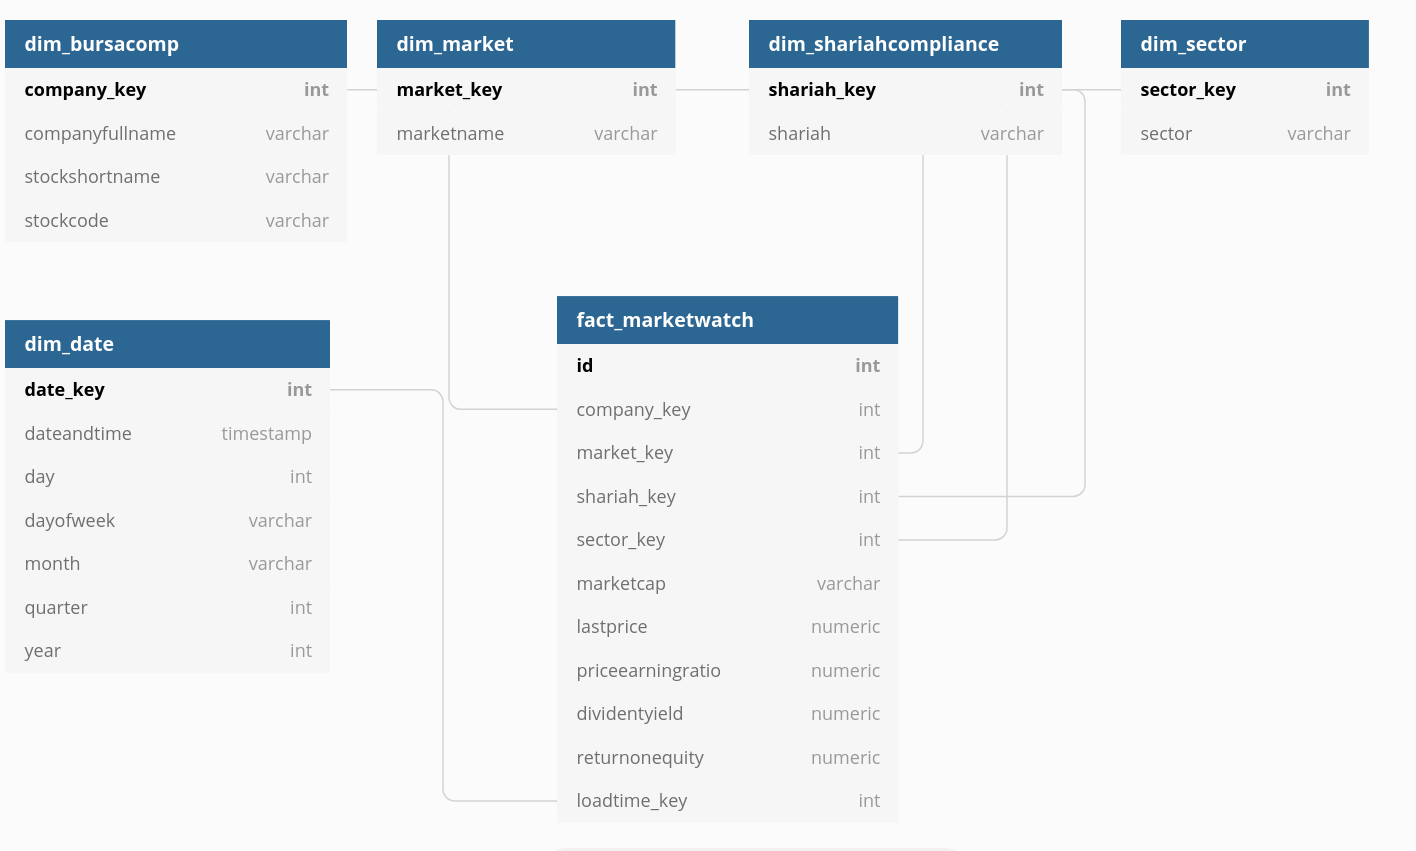 dim_bursacomp
company_key int
companyfullname varchar
stockshortname varchar
stockcode varchar
dim_market
market_key int
marketname varchar
dim_shariahcompliance
shariah_key int
shariah varchar
dim_sector
sector_key int
sector varchar
dim_date
date_key int
dateandtime timestamp
day int
dayofweek varchar
month varchar
quarter int
year int
fact_marketwatch
id int
company_key int
market_key int
shariah_key int
sector_key int
marketcap varchar
lastprice numeric
priceearningratio numeric
dividentyield numeric
returnonequity numeric
loadtime_key int